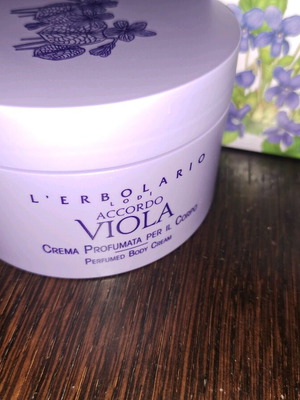 L'ERBOLARIO
LODI
ACCORDO
VIOLA
CREMA PROFUMATA PER IL CORPO
PERFUMED BODY CREAM